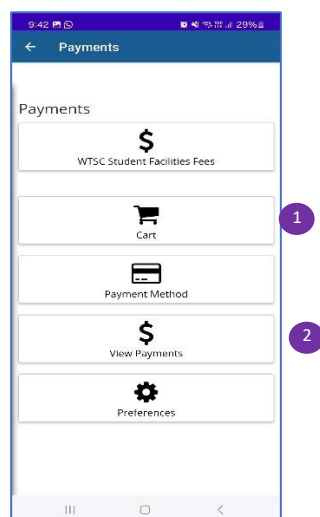 9:42 29%
Payments
Payments
WTSC Student Facilities Fees
Cart
1
Payment Method
View Payments
2
Preferences